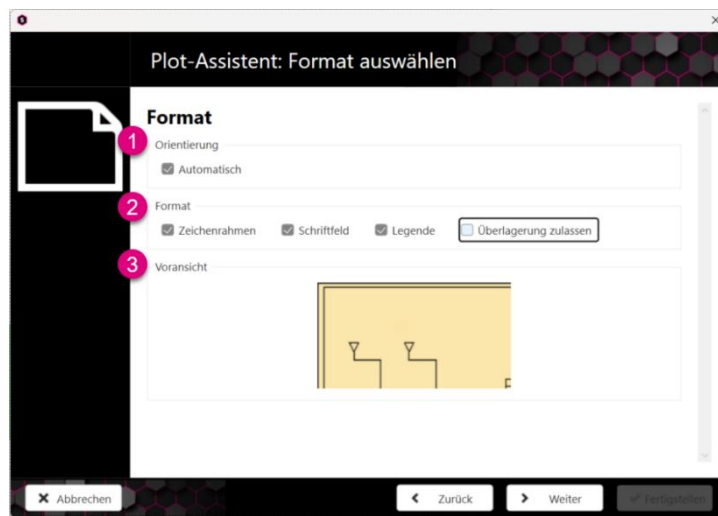 Plot-Assistent: Format auswählen
Format
1
Orientierung
Automatisch
2
Format
Zeichenrahmen Schriftfeld Legende Überlagerung zulassen
3
Voransicht
Abbrechen Zurück Weiter Fertigstellen